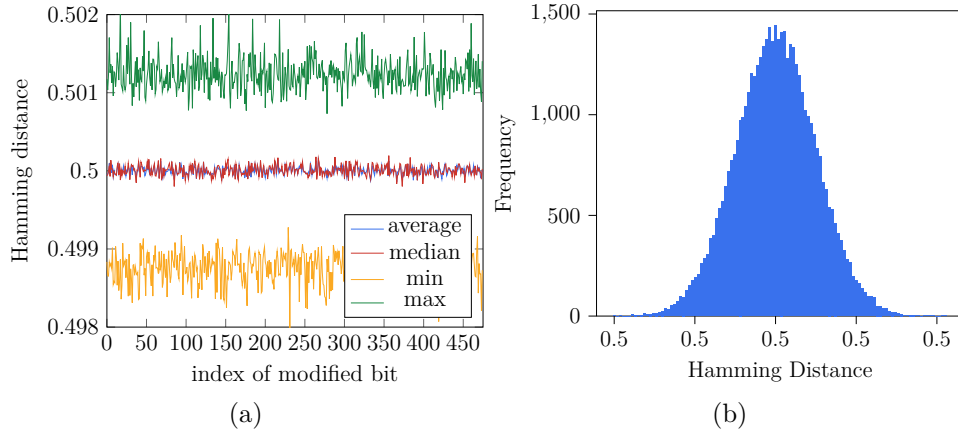 0.502
0.501
0.5
0.499
0.498
Hamming distance
average
median
min
max
0 50 100 150 200 250 300 350 400 450
index of modified bit
(a)
1,500
1,000
500
0
Frequency
0.5 0.5 0.5 0.5 0.5
Hamming Distance
(b)